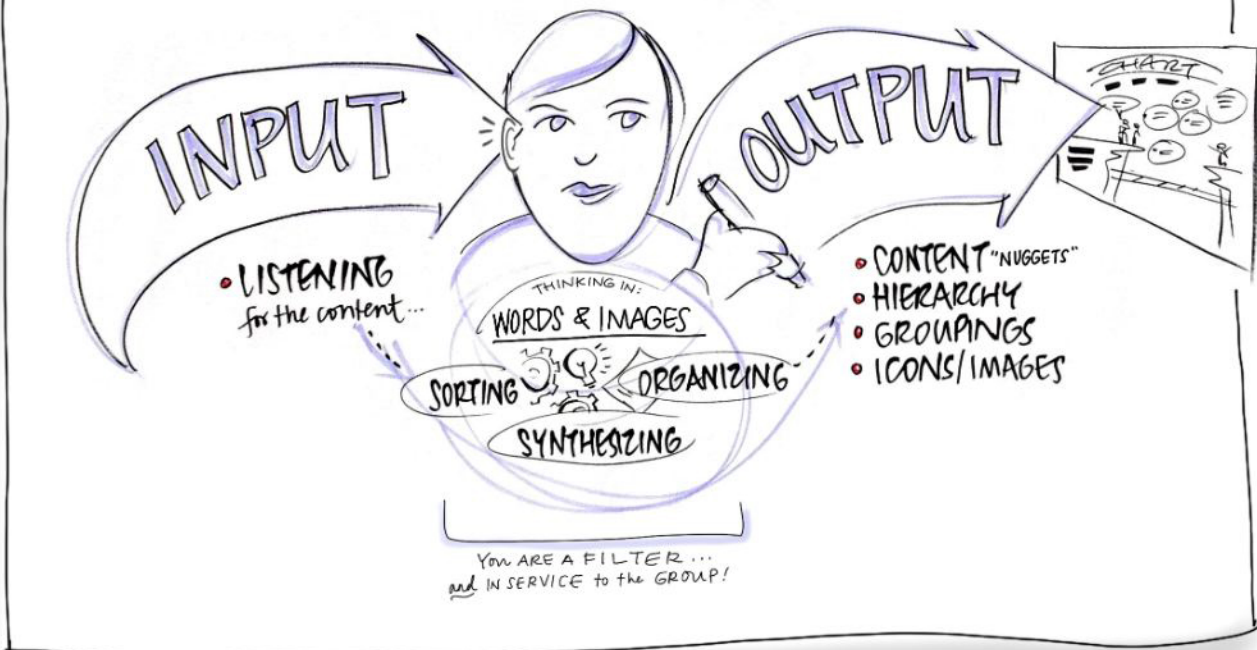 INPUT
OUTPUT
CHART
• LISTENING
for the content...
THINKING IN:
WORDS & IMAGES
SORTING
ORGANIZING
SYNTHESIZING
• CONTENT "NUGGETS"
• HIERARCHY
• GROUPINGS
• ICONS/IMAGES
You ARE A FILTER...
and IN SERVICE to the GROUP!